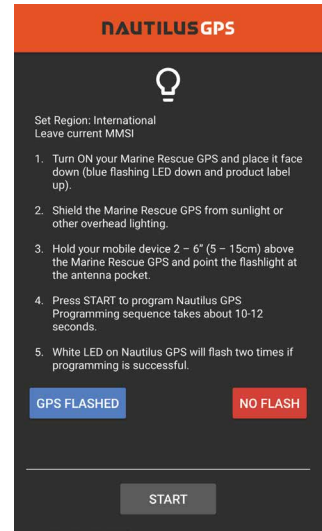 NAUTILUSGPS
Set Region: International
Leave current MMSI
1. Turn ON your Marine Rescue GPS and place it face
down (blue flashing LED down and product label
up).
2. Shield the Marine Rescue GPS from sunlight or
other overhead lighting.
3. Hold your mobile device 2 – 6” (5 – 15cm) above
the Marine Rescue GPS and point the flashlight at
the antenna pocket.
4. Press START to program Nautilus GPS
Programming sequence takes about 10-12
seconds.
5. White LED on Nautilus GPS will flash two times if
programming is successful.
GPS FLASHED
NO FLASH
START